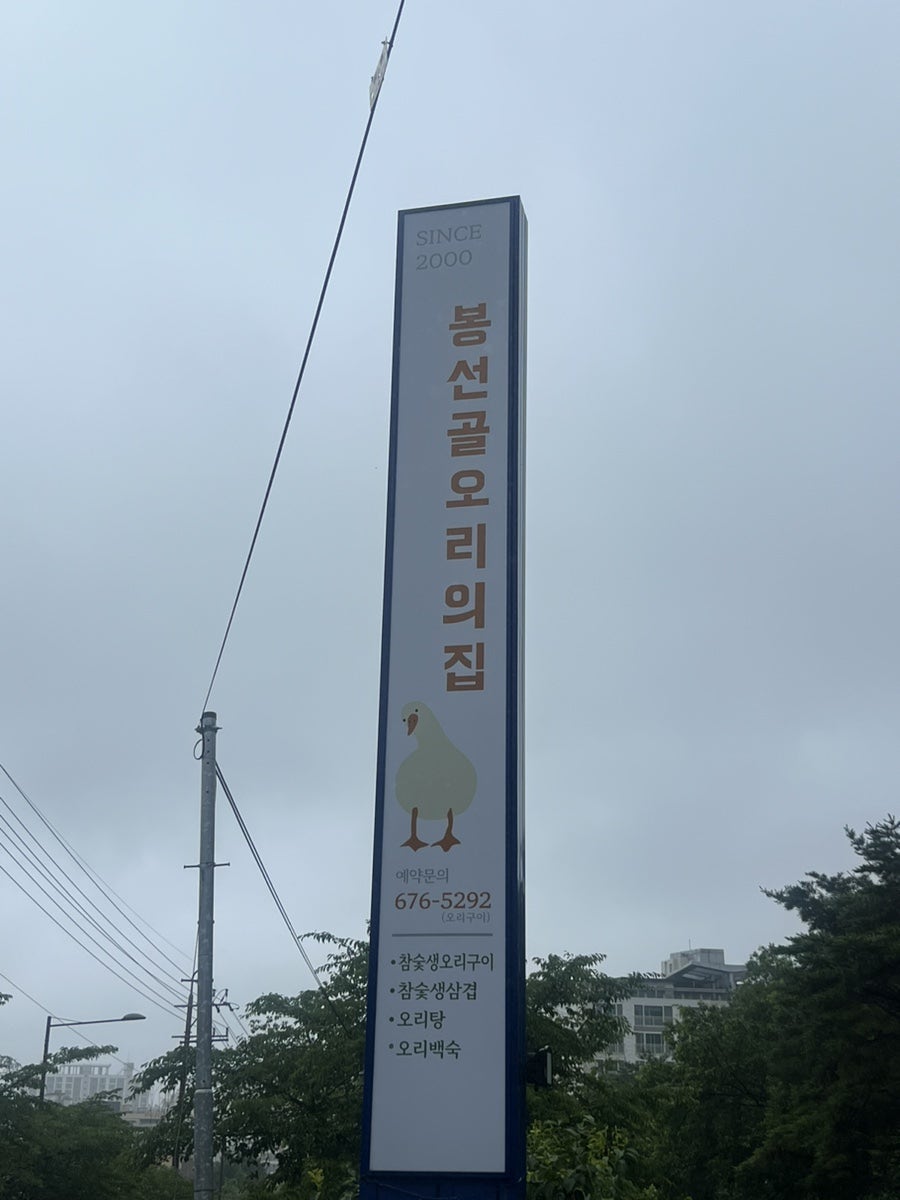 SINCE
2000
봉선골오리의집
예약문의
676-5292
(오리구이)
•참숯생오리구이
•참숯생삼겹
•오리탕
•오리백숙